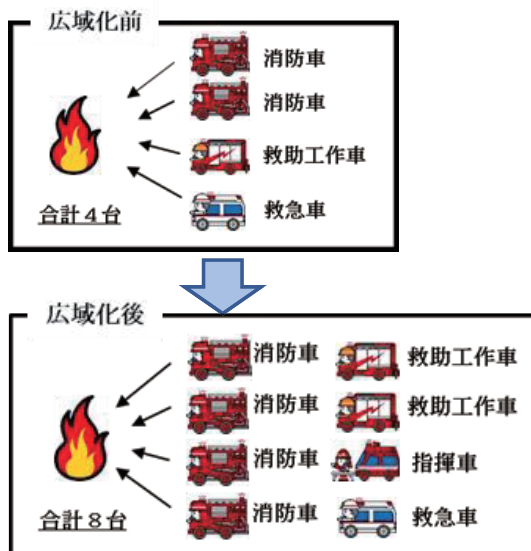 広域化前
消防車
消防車
救助工作車
救急車
合計4台
広域化後
消防車 救助工作車
消防車 救助工作車
消防車 指揮車
消防車 救急車
合計8台